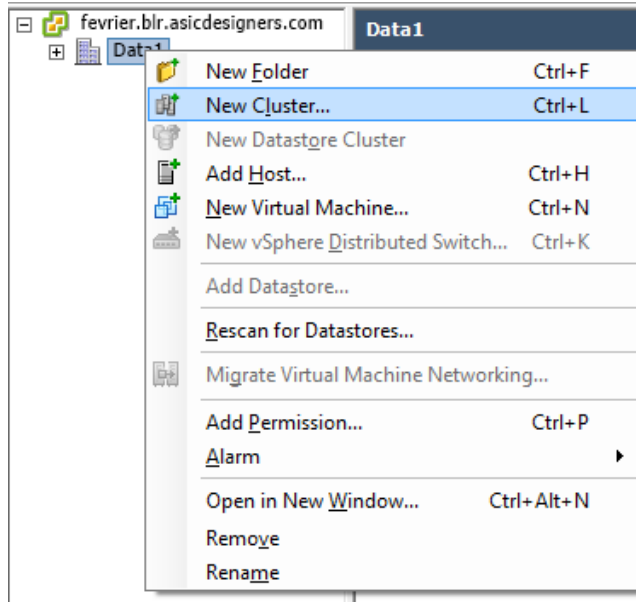 fevrier.blr.asicdesigners.com
Data1
Data1
New Folder Ctrl+F
New Cluster... Ctrl+L
New Datastore Cluster
Add Host... Ctrl+H
New Virtual Machine... Ctrl+N
New vSphere Distributed Switch... Ctrl+K
Add Datastore...
Rescan for Datastores...
Migrate Virtual Machine Networking...
Add Permission... Ctrl+P
Alarm
Open in New Window... Ctrl+Alt+N
Remove
Rename